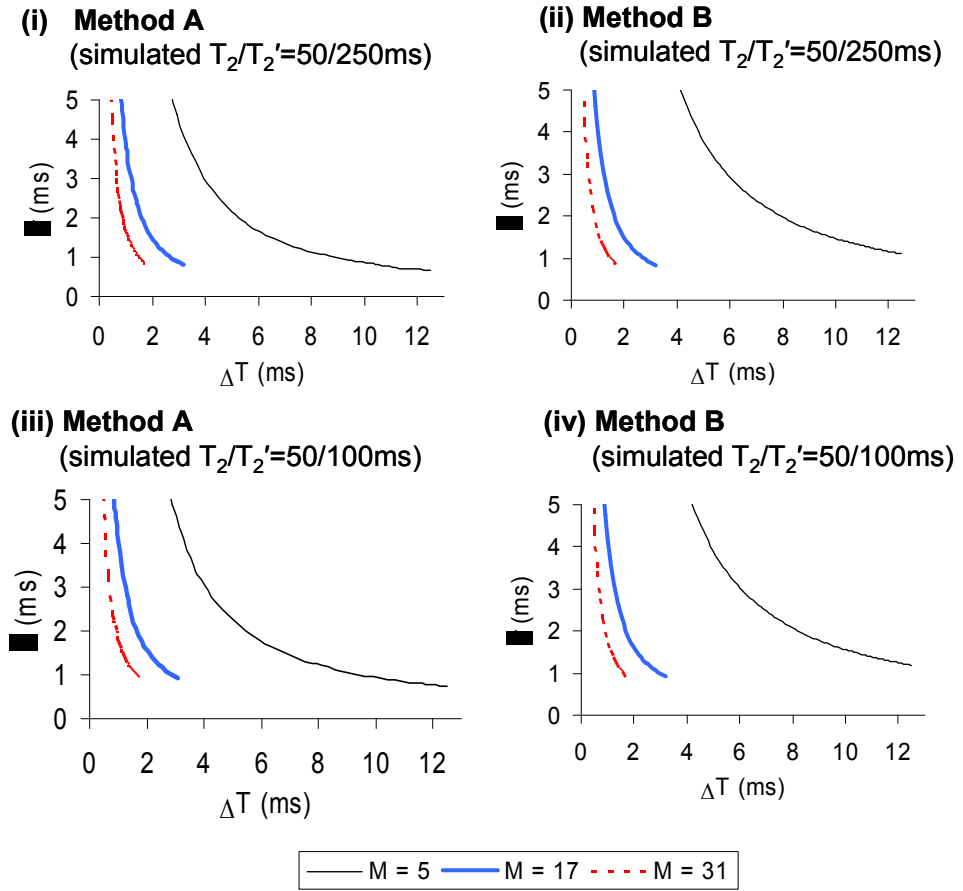 (i) Method A
(simulated T₂/T₂′=50/250ms)
5
4
3
2
1
0
(ms)
0 2 4 6 8 10 12
ΔT (ms)
(ii) Method B
(simulated T₂/T₂′=50/250ms)
5
4
3
2
1
0
(ms)
0 2 4 6 8 10 12
ΔT (ms)
(iii) Method A
(simulated T₂/T₂′=50/100ms)
5
4
3
2
1
0
(ms)
0 2 4 6 8 10 12
ΔT (ms)
(iv) Method B
(simulated T₂/T₂′=50/100ms)
5
4
3
2
1
0
(ms)
0 2 4 6 8 10 12
ΔT (ms)
M = 5 M = 17 M = 31